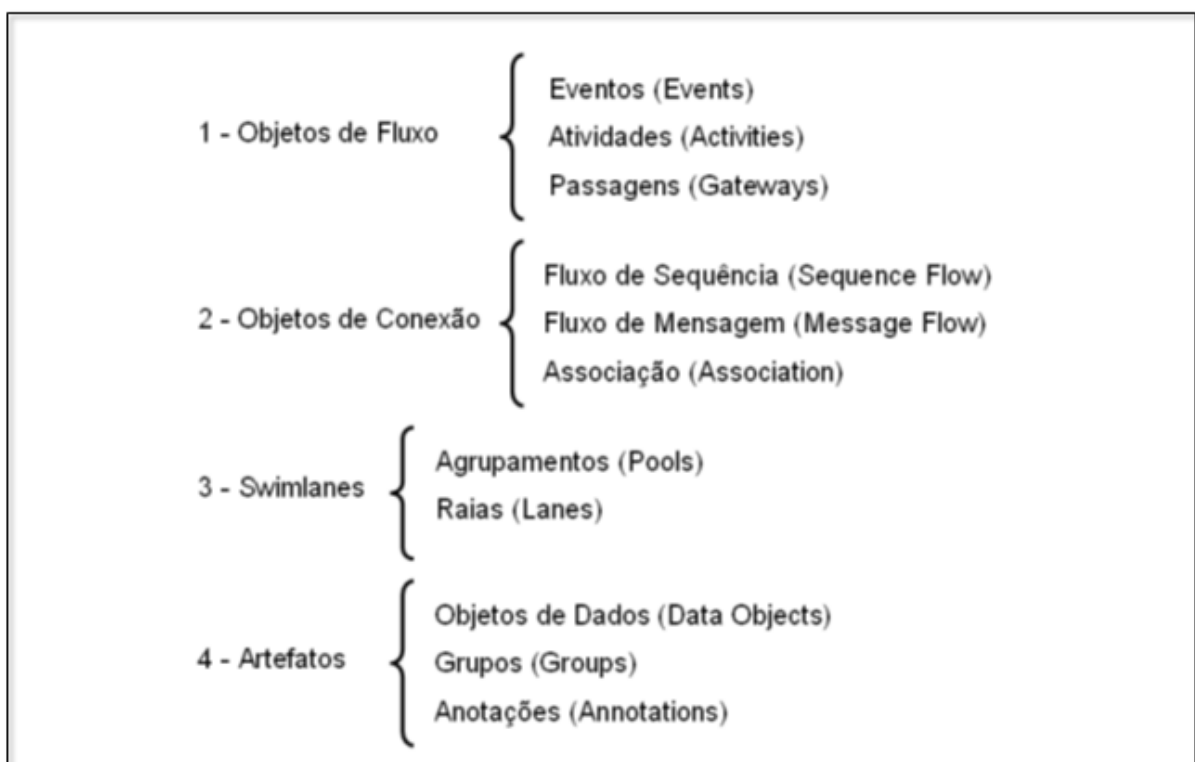 1 - Objetos de Fluxo
Eventos (Events)
Atividades (Activities)
Passagens (Gateways)
2 - Objetos de Conexão
Fluxo de Sequência (Sequence Flow)
Fluxo de Mensagem (Message Flow)
Associação (Association)
3 - Swimlanes
Agrupamentos (Pools)
Raias (Lanes)
4 - Artefatos
Objetos de Dados (Data Objects)
Grupos (Groups)
Anotações (Annotations)